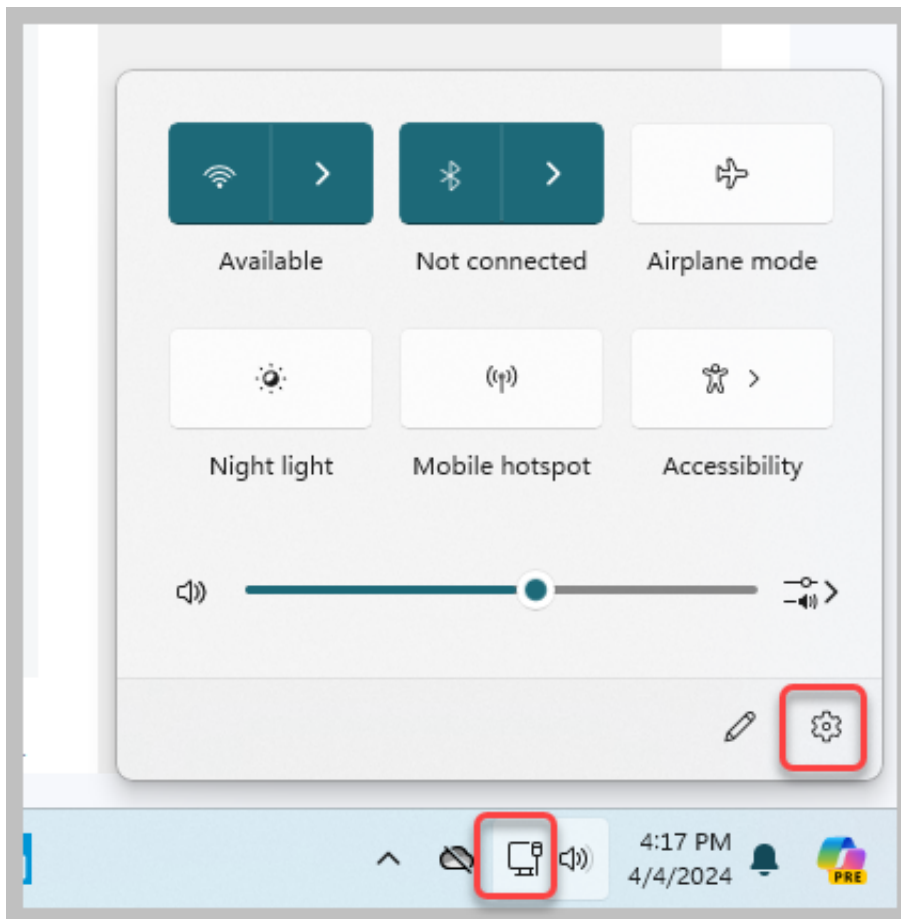 Available
Not connected
Airplane mode
Night light
Mobile hotspot
Accessibility
4:17 PM
4/4/2024
PRE